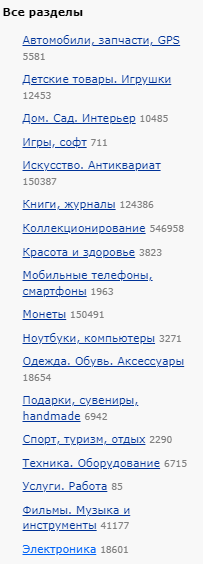 Все разделы
Автомобили, запчасти, GPS
5581
Детские товары. Игрушки
12453
Дом. Сад. Интерьер 10485
Игры, софт 711
Искусство. Антиквариат
150387
Книги, журналы 124386
Коллекционирование 546958
Красота и здоровье 3823
Мобильные телефоны,
смартфоны 1963
Монеты 150491
Ноутбуки, компьютеры 3271
Одежда. Обувь. Аксессуары
18654
Подарки, сувениры,
handmade 6942
Спорт, туризм, отдых 2290
Техника. Оборудование 6715
Услуги. Работа 85
Фильмы. Музыка и
инструменты 41177
Электроника 18601